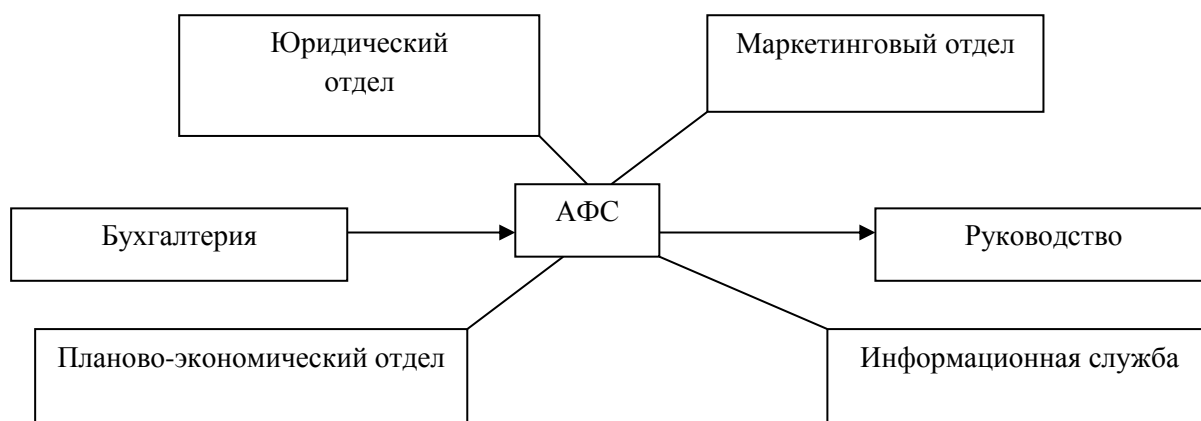 Юридический
отдел
Маркетинговый отдел
АФС
Бухгалтерия
Руководство
Планово-экономический отдел
Информационная служба